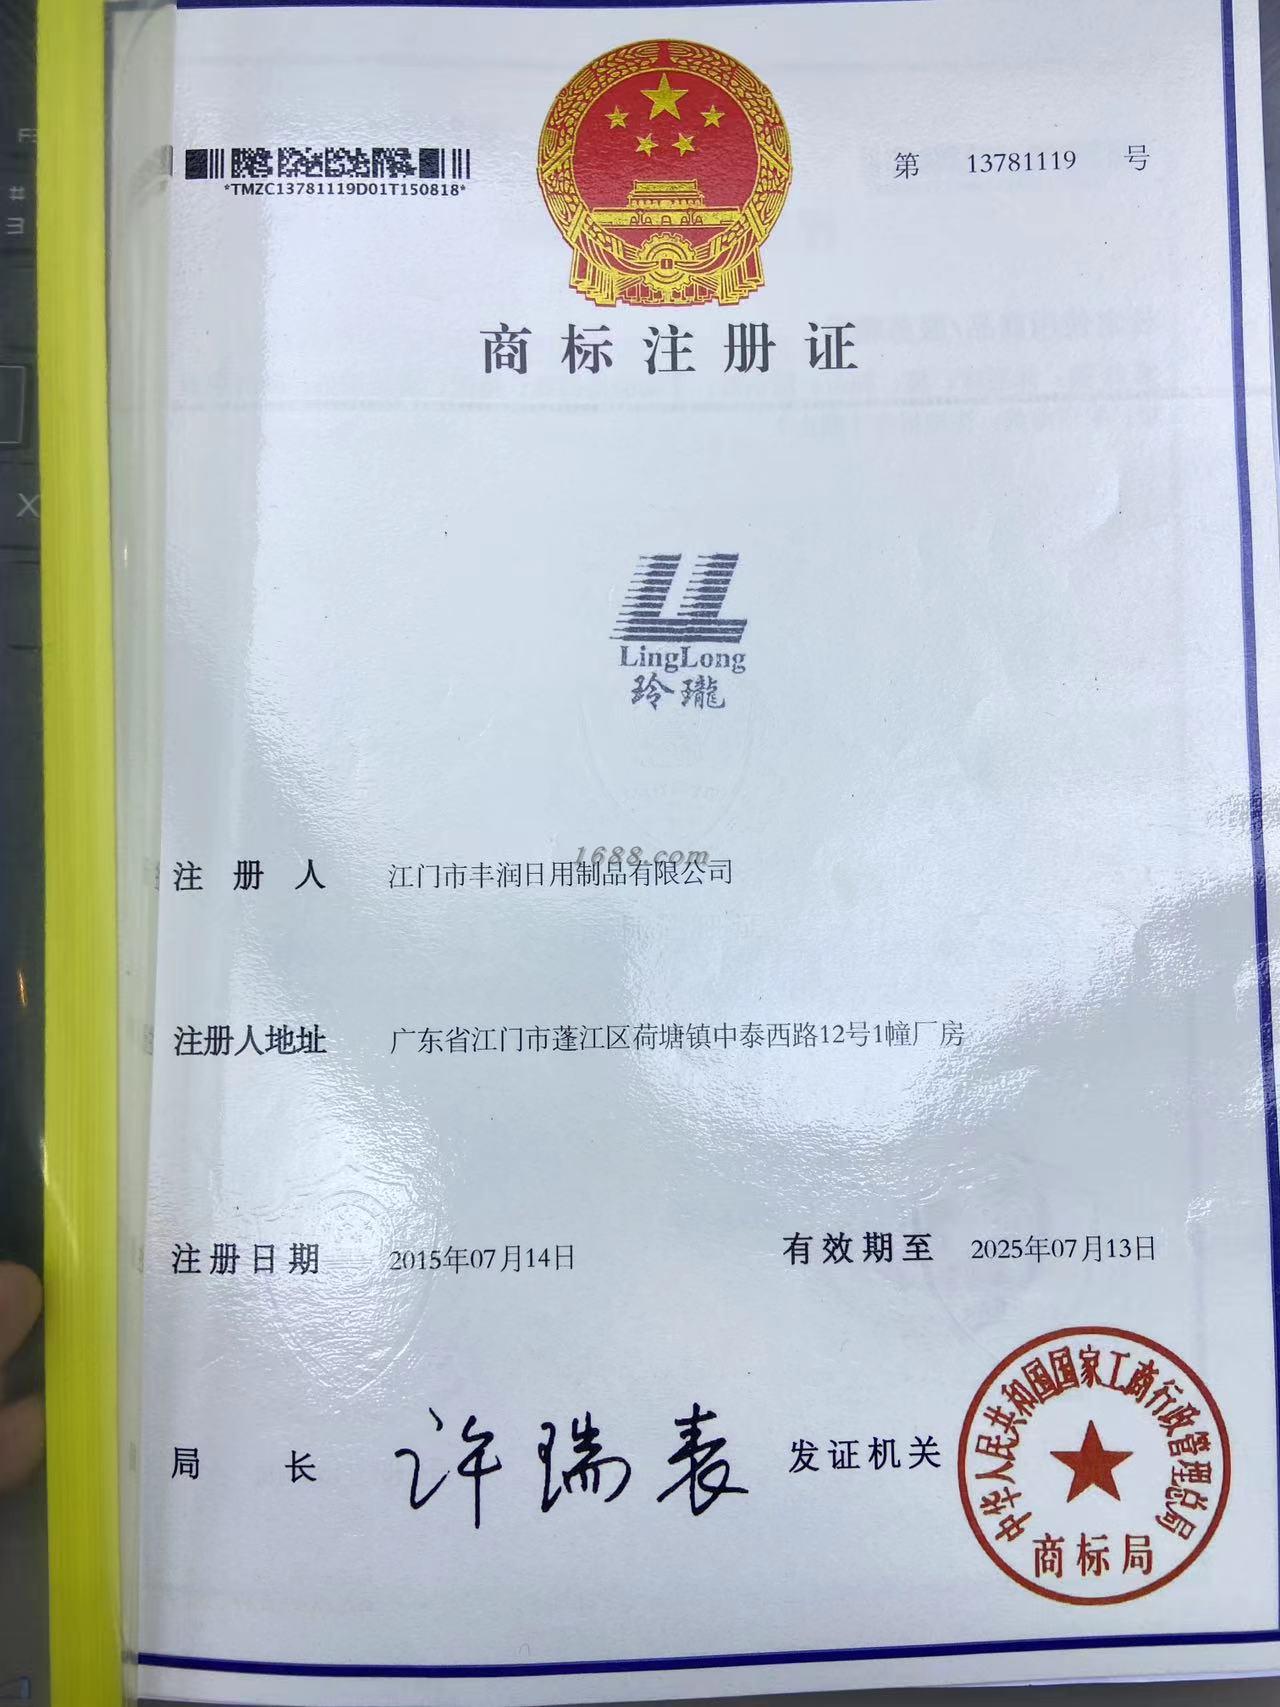 *TMZC13781119D01T150818*
第 13781119 号
商标注册证
LingLong
玲瓏
1688.com
注册人 江门市丰润日用制品有限公司
注册人地址 广东省江门市蓬江区荷塘镇中泰西路12号1幢厂房
注册日期 2015年07月14日 有效期至 2025年07月13日
局长 许瑞表 发证机关
中华人民共和国国家工商行政管理总局
商标局